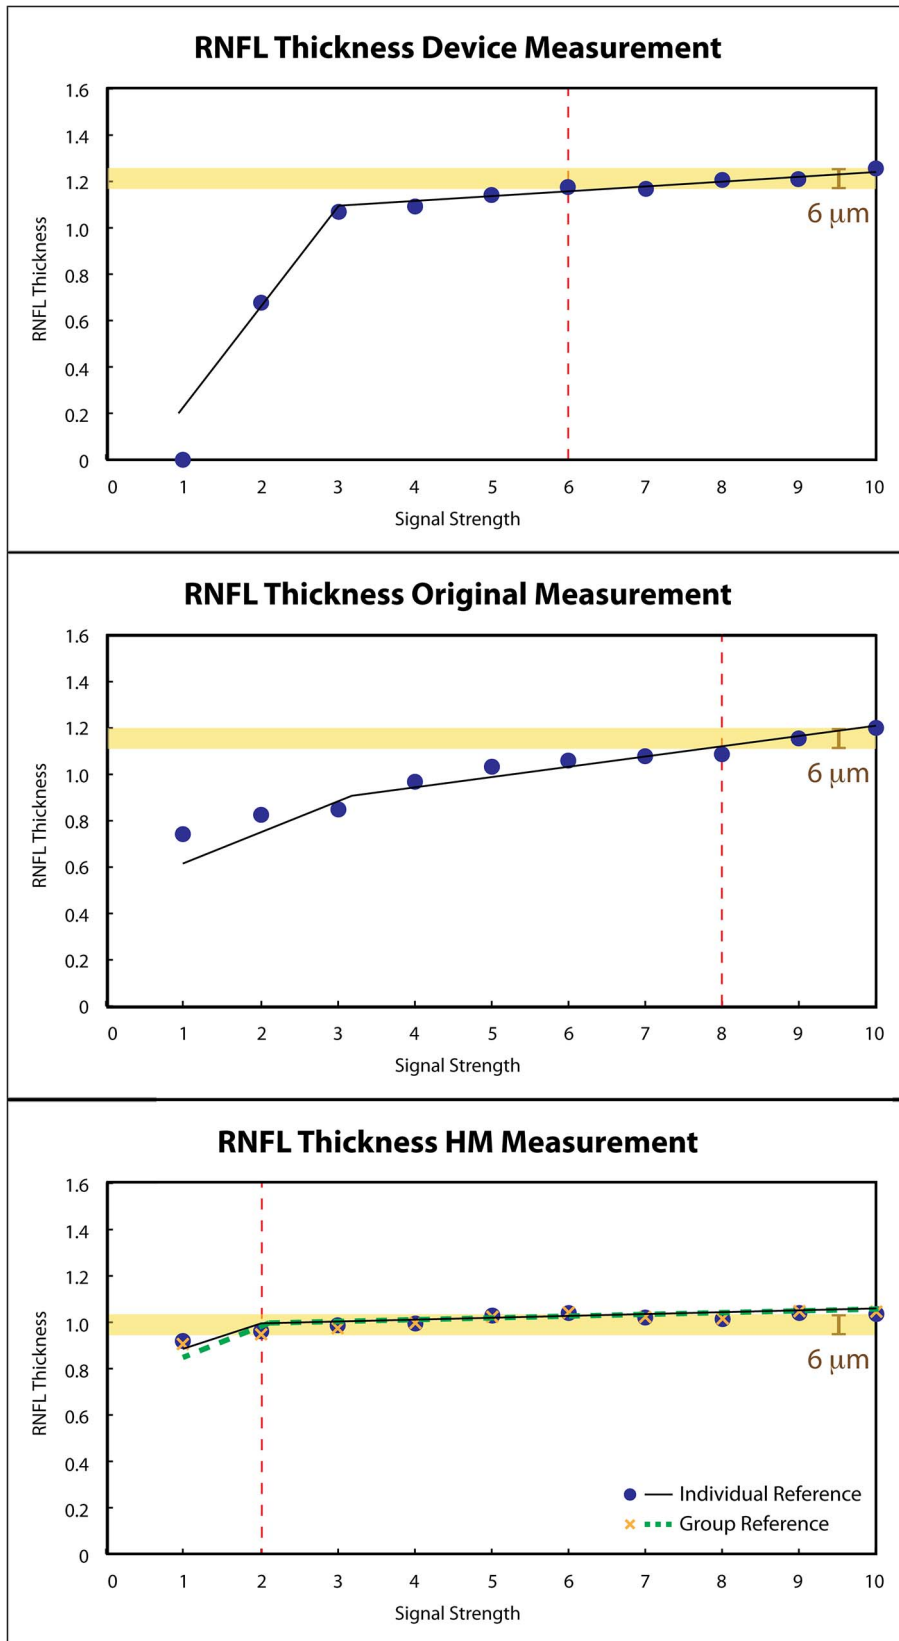 RNFL Thickness Device Measurement
1.6
1.4
1.2
1.0
0.8
0.6
0.4
0.2
0
RNFL Thickness
6 μm
0 1 2 3 4 5 6 7 8 9 10
Signal Strength
RNFL Thickness Original Measurement
1.6
1.4
1.2
1.0
0.8
0.6
0.4
0.2
0
RNFL Thickness
6 μm
0 1 2 3 4 5 6 7 8 9 10
Signal Strength
RNFL Thickness HM Measurement
1.6
1.4
1.2
1.0
0.8
0.6
0.4
0.2
0
RNFL Thickness
6 μm
Individual Reference
Group Reference
0 1 2 3 4 5 6 7 8 9 10
Signal Strength